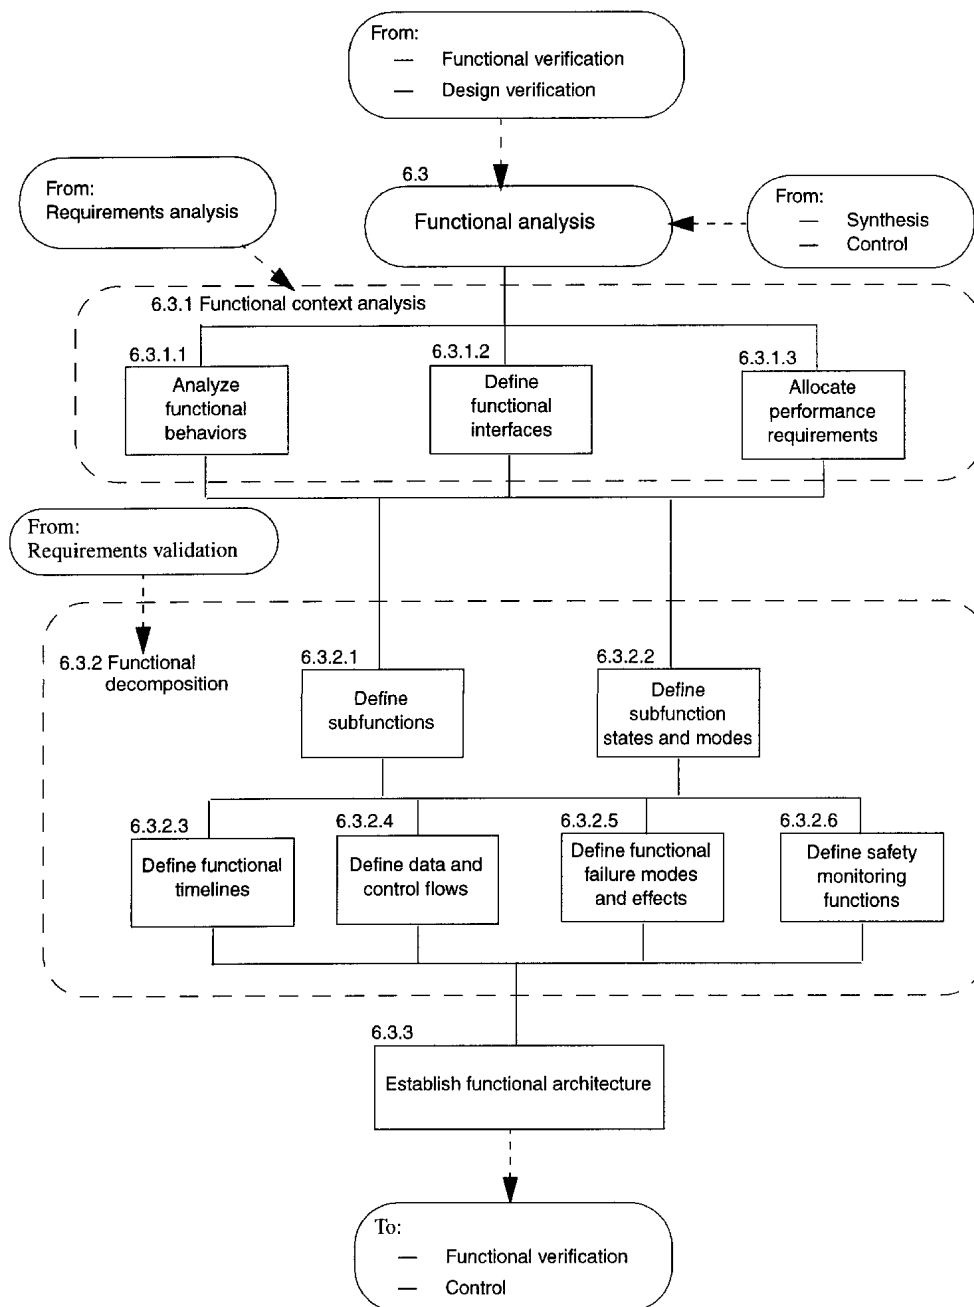 From:
— Functional verification
— Design verification
6.3
Functional analysis
From:
Requirements analysis
From:
— Synthesis
— Control
6.3.1 Functional context analysis
6.3.1.1
Analyze
functional
behaviors
6.3.1.2
Define
functional
interfaces
6.3.1.3
Allocate
performance
requirements
From:
Requirements validation
6.3.2 Functional
decomposition
6.3.2.1
Define
subfunctions
6.3.2.2
Define
subfunction
states and modes
6.3.2.3
Define functional
timelines
6.3.2.4
Define data and
control flows
6.3.2.5
Define functional
failure modes
and effects
6.3.2.6
Define safety
monitoring
functions
6.3.3
Establish functional architecture
To:
— Functional verification
— Control